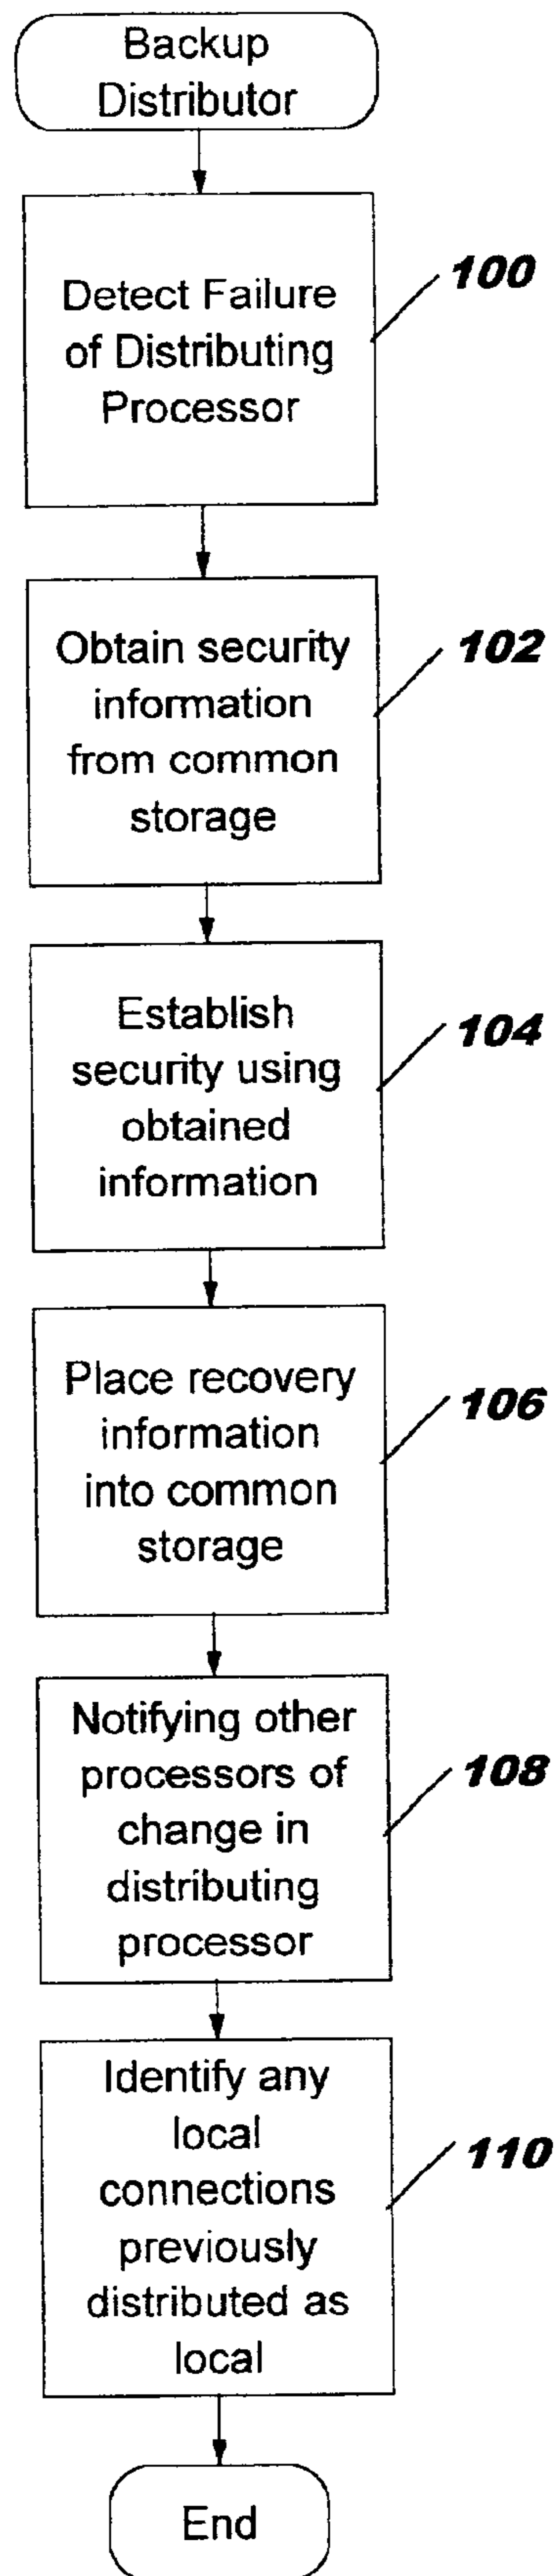 Backup
Distributor
Detect Failure
of Distributing
Processor
100
Obtain security
information
from common
storage
102
Establish
security using
obtained
information
104
Place recovery
information
into common
storage
106
Notifying other
processors of
change in
distributing
processor
108
Identify any
local
connections
previously
distributed as
local
110
End